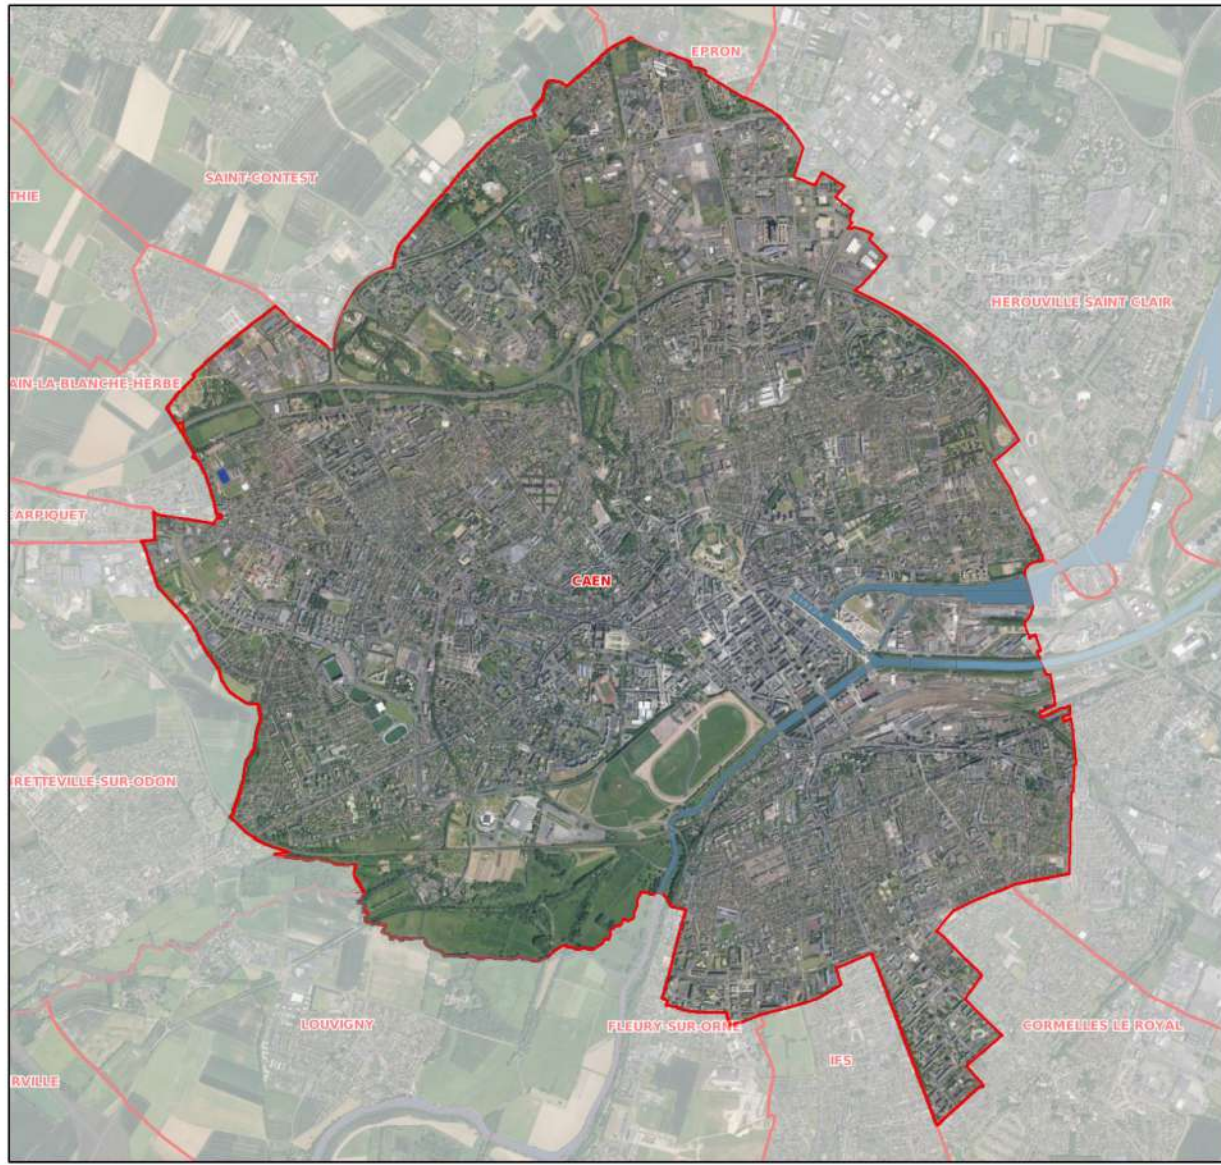 EPRON
SAINT-CONTEST
THIE
HEROUVILLE SAINT CLAIR
AIN-LA-BLANCHE-HERBE
CARPIQUET
CAEN
BRETTEVILLE-SUR-ODON
LOUVIGNY
FLEURY-SUR-ORNE
CORMELLES LE ROYAL
IFS
RVILLE